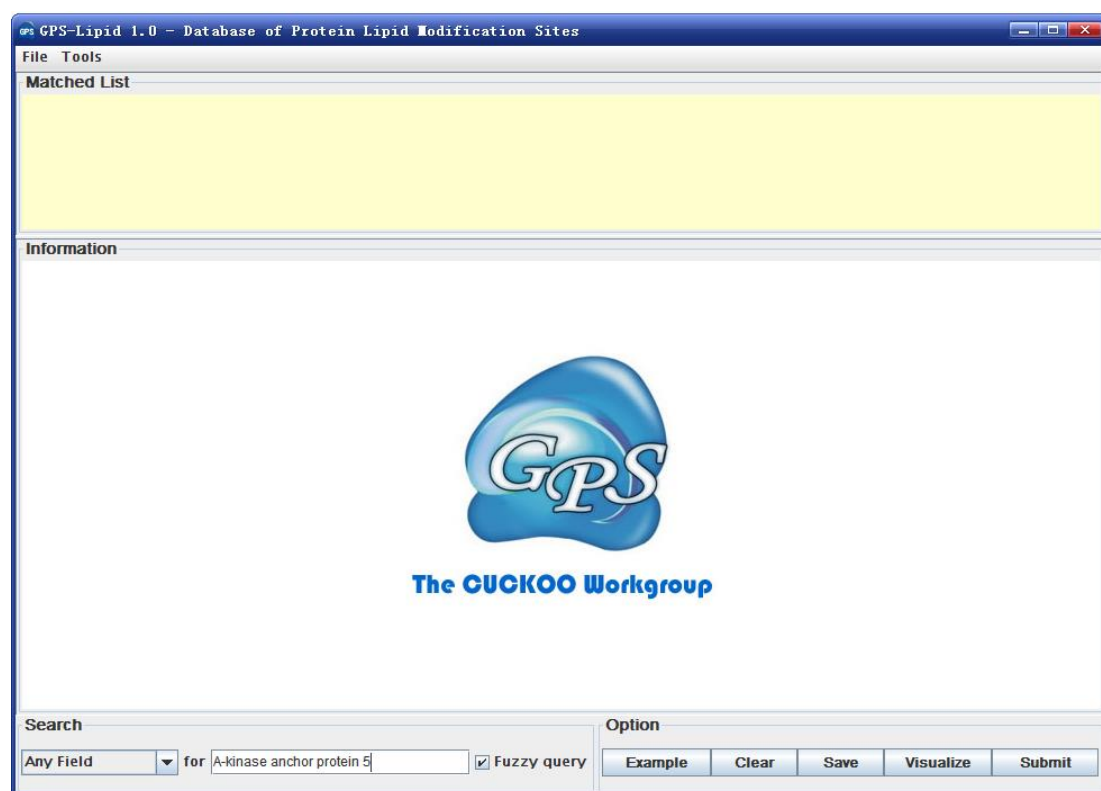 GPS GPS-Lipid 1.0 - Database of Protein Lipid Modification Sites
File Tools
Matched List
Information
GPS
The CUCKOO Workgroup
Search
Option
Any Field for A-kinase anchor protein 5 Fuzzy query Example Clear Save Visualize Submit